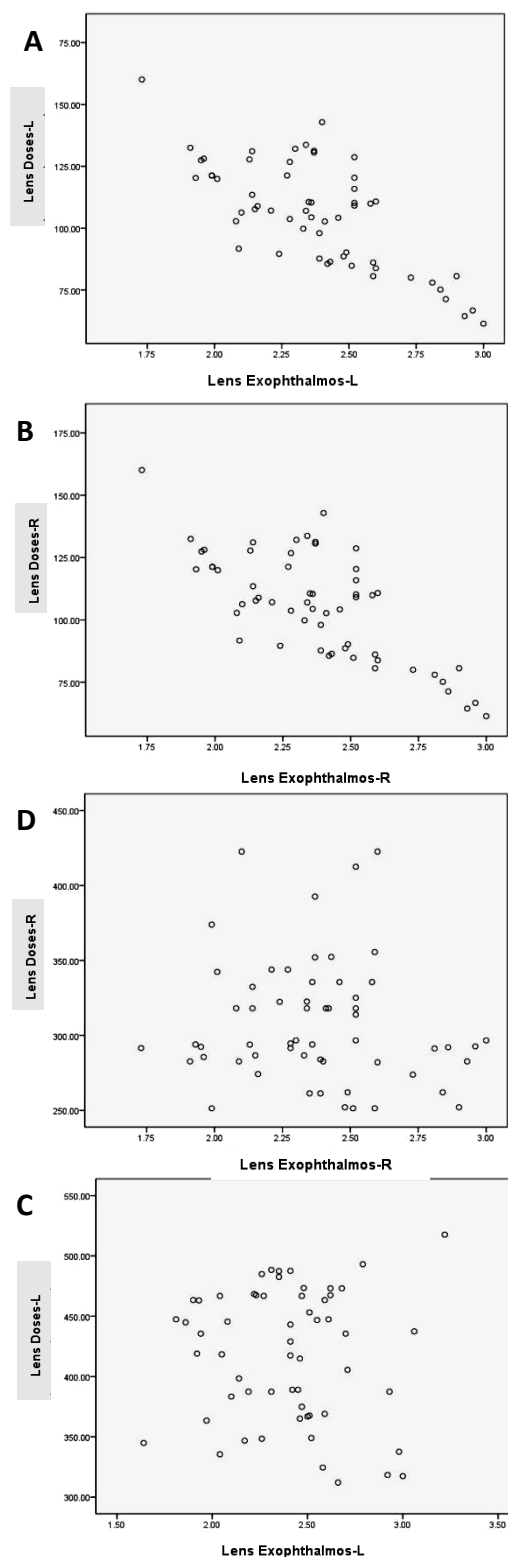 A
75.00
150.00
125.00
100.00
75.00
Lens Doses-L
1.75 2.00 2.25 2.50 2.75 3.00
Lens Exophthalmos-L
B
175.00
150.00
125.00
100.00
75.00
Lens Doses-R
1.75 2.00 2.25 2.50 2.75 3.00
Lens Exophthalmos-R
D
450.00
400.00
350.00
300.00
250.00
Lens Doses-R
1.75 2.00 2.25 2.50 2.75 3.00
Lens Exophthalmos-R
C
550.00
500.00
450.00
400.00
350.00
300.00
Lens Doses-L
1.50 2.00 2.50 3.00 3.50
Lens Exophthalmos-L